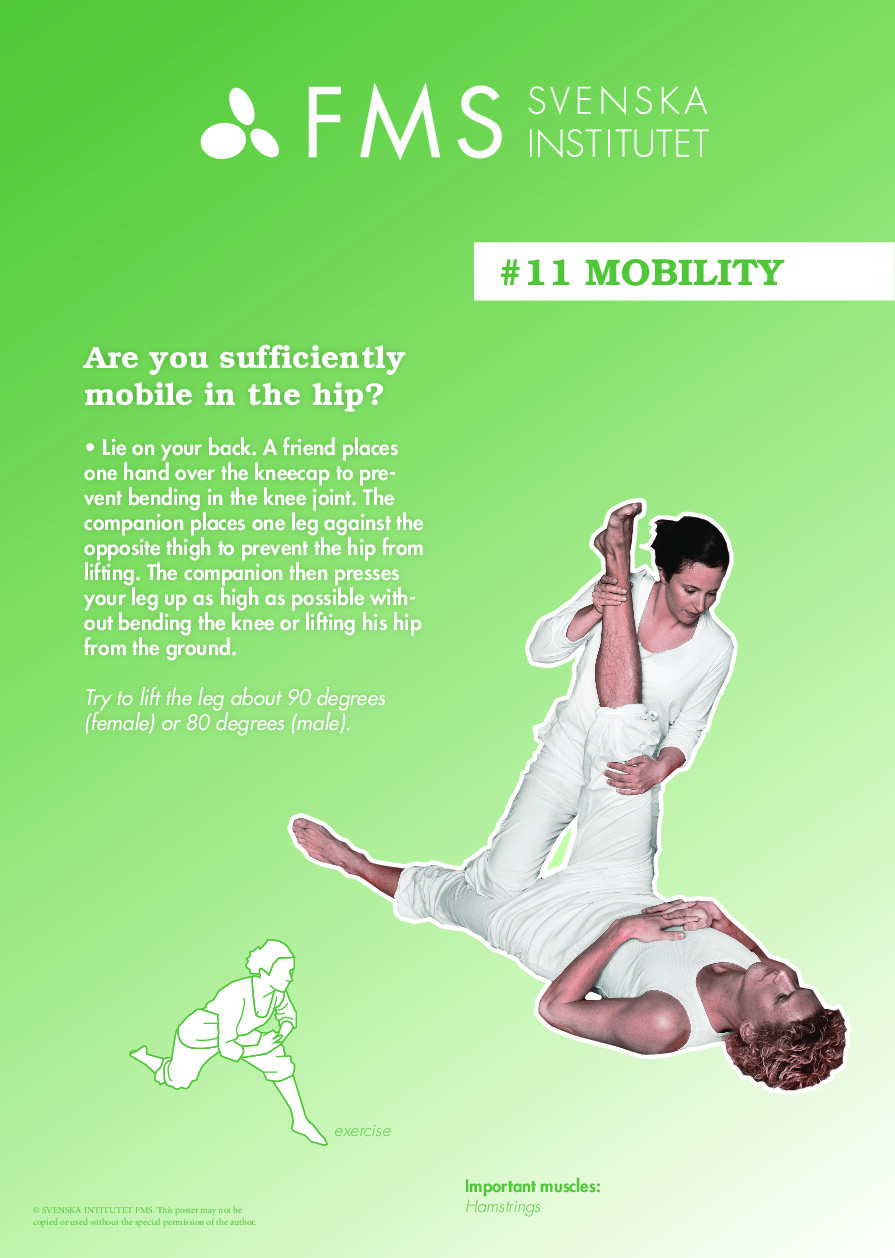 FMS SVENSKA
INSTITUTET
#11 MOBILITY
Are you sufficiently
mobile in the hip?
• Lie on your back. A friend places
one hand over the kneecap to pre-
vent bending in the knee joint. The
companion places one leg against the
opposite thigh to prevent the hip from
lifting. The companion then presses
your leg up as high as possible with-
out bending the knee or lifting his hip
from the ground.
Try to lift the leg about 90 degrees
(female) or 80 degrees (male).
exercise
Important muscles:
Hamstrings
© SVENSKA INTITUTET FMS. This poster may not be
copied or used without the special permission of the author.